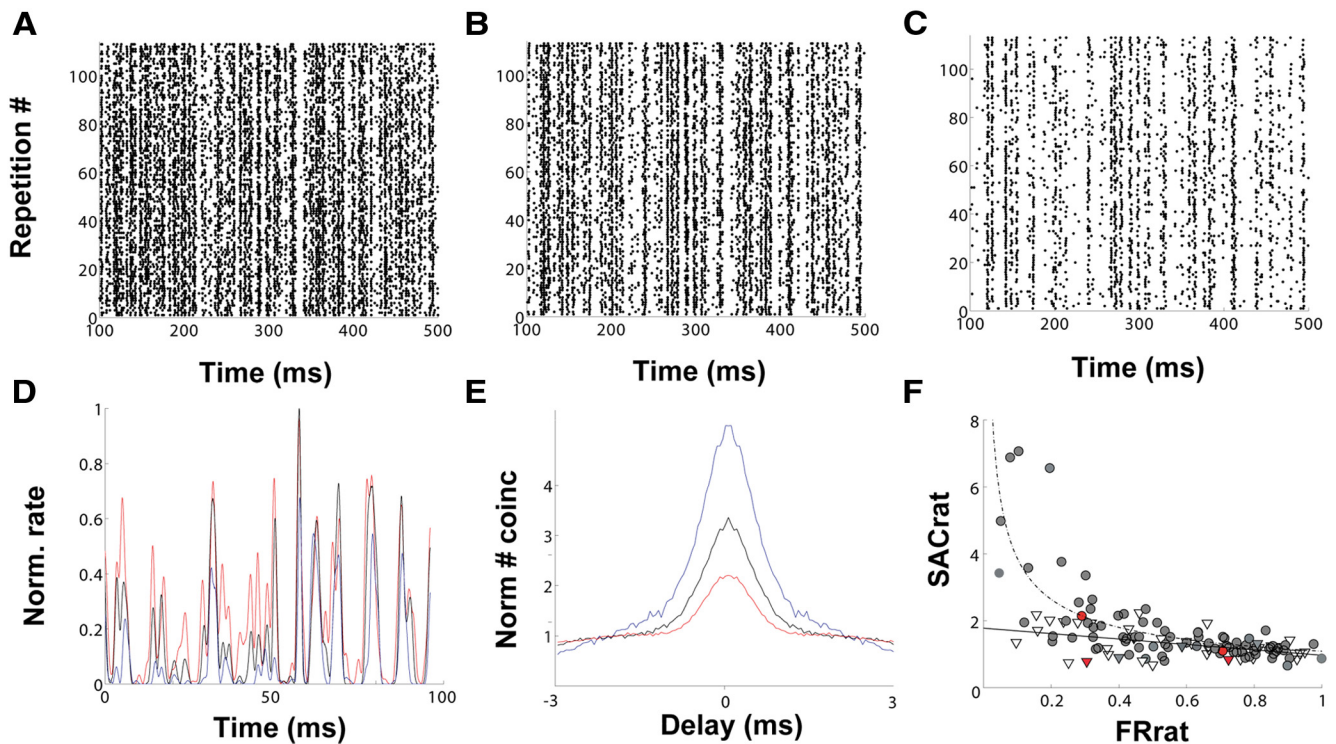 A
B
C
Repetition #
100
80
60
40
20
0
100 200 300 400 500
Time (ms)
100
80
60
40
20
0
100 200 300 400 500
Time (ms)
100
80
60
40
20
0
100 200 300 400 500
Time (ms)
D
E
F
Norm. rate
1
0.8
0.6
0.4
0.2
0
0 50 100
Time (ms)
Norm # coinc
4
3
2
1
-3 0 3
Delay (ms)
SACrat
8
6
4
2
0
0.2 0.4 0.6 0.8 1
FRrat